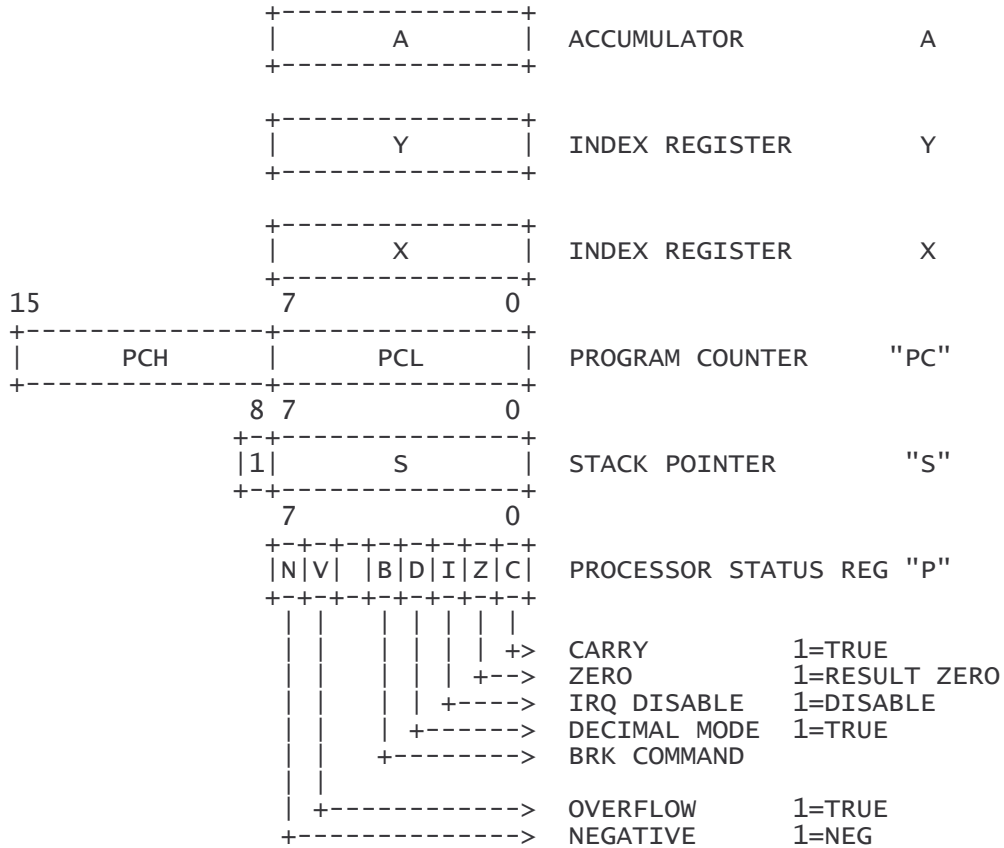 A ACCUMULATOR A
Y INDEX REGISTER Y
X INDEX REGISTER X
15 7 0
PCH PCL PROGRAM COUNTER "PC"
8 7 0
1 S STACK POINTER "S"
7 0
N V B D I Z C PROCESSOR STATUS REG "P"
CARRY 1=TRUE
ZERO 1=RESULT ZERO
IRQ DISABLE 1=DISABLE
DECIMAL MODE 1=TRUE
BRK COMMAND
OVERFLOW 1=TRUE
NEGATIVE 1=NEG